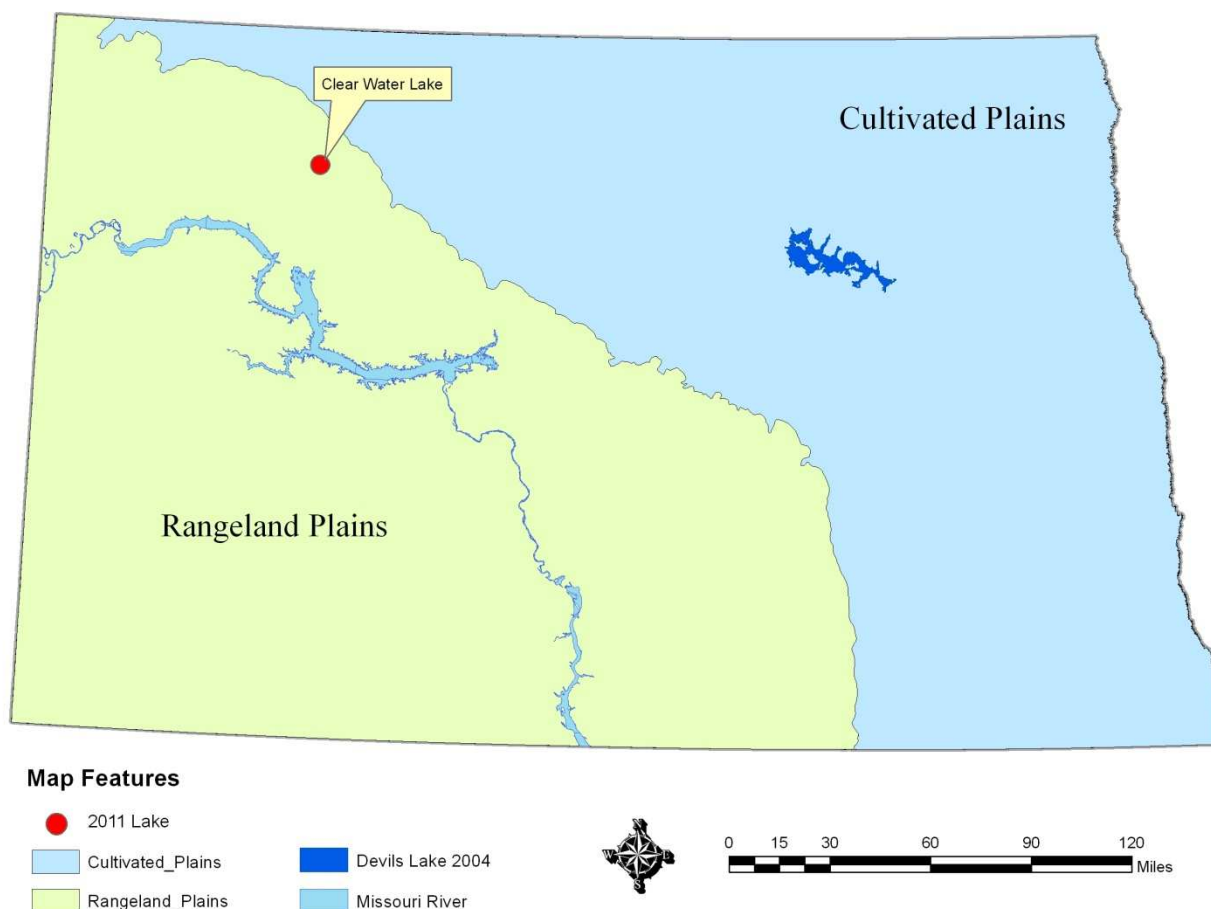 Clear Water Lake
Cultivated Plains
Rangeland Plains
Map Features
2011 Lake
Cultivated_Plains
Rangeland_Plains
Devils Lake 2004
Missouri River
N
W E
S
0 15 30 60 90 120
Miles